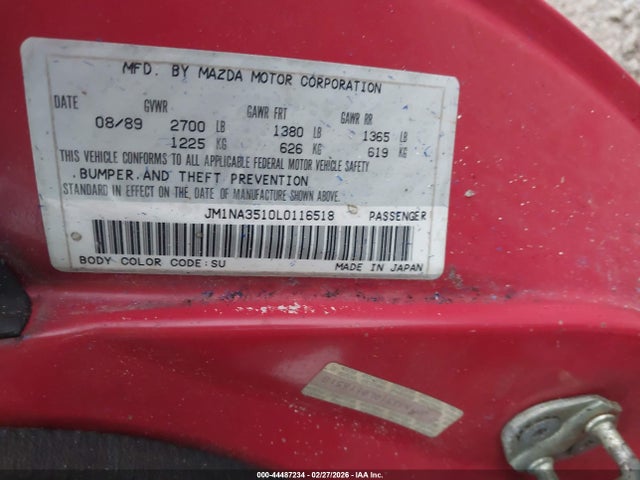 MFD. BY MAZDA MOTOR CORPORATION
DATE GVWR GAWR FRT GAWR RR
08/89 2700 LB 1380 LB 1365 LB
1225 KG 626 KG 619 KG
THIS VEHICLE CONFORMS TO ALL APPLICABLE FEDERAL MOTOR VEHICLE SAFETY
BUMPER, AND THEFT PREVENTION
STANDARD IN EFFECT ON THE, DATE OF MANUFACTURE SHOWN ABOVE.
JM1NA3510L0116518 PASSENGER
BODY COLOR CODE:SU MADE IN JAPAN
000-44487234 - 02/27/2026 - IAA Inc.